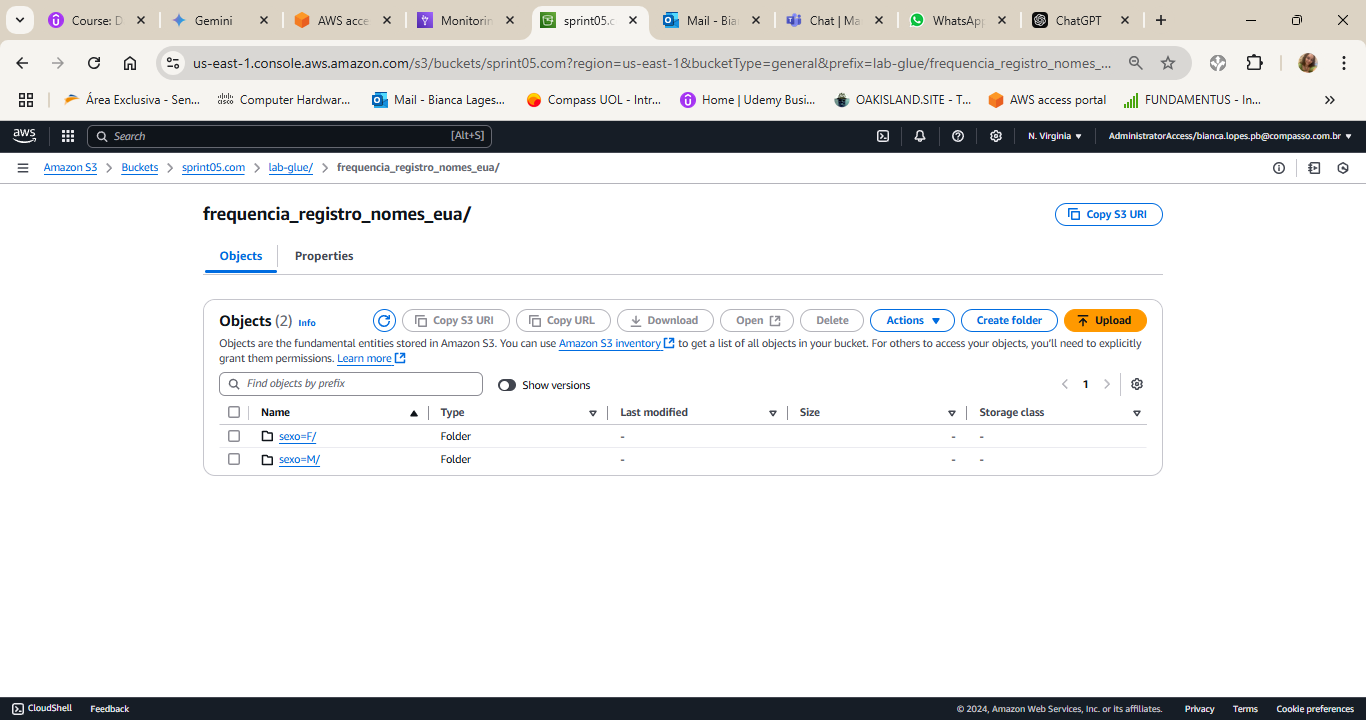 Course: D
Gemini
AWS acce
Monitorin
sprint05.c
Mail - Bia
Chat | Ma
WhatsApp
ChatGPT
us-east-1.console.aws.amazon.com/s3/buckets/sprint05.com?region=us-east-1&bucketType=general&prefix=lab-glue/frequencia_registro_nomes_...
Área Exclusiva - Sen...
Computer Hardwar...
Mail - Bianca Lages...
Compass UOL - Intr...
Home | Udemy Busi...
OAKISLAND.SITE - T...
AWS access portal
FUNDAMENTUS - In...
aws
Search
[Alt+S]
N. Virginia
AdministratorAccess/bianca.lopes.pb@compasso.com.br
Amazon S3
Buckets
sprint05.com
lab-glue/
frequencia_registro_nomes_eua/
frequencia_registro_nomes_eua/
Copy S3 URI
Objects
Properties
Objects (2) Info
Copy S3 URI
Copy URL
Download
Open
Delete
Actions
Create folder
Upload
Objects are the fundamental entities stored in Amazon S3. You can use Amazon S3 inventory to get a list of all objects in your bucket. For others to access your objects, you'll need to explicitly
grant them permissions. Learn more
Find objects by prefix
Show versions
1
Name
Type
Last modified
Size
Storage class
sexo=F/
Folder
-
-
-
sexo=M/
Folder
-
-
-
CloudShell
Feedback
© 2024, Amazon Web Services, Inc. or its affiliates.
Privacy
Terms
Cookie preferences